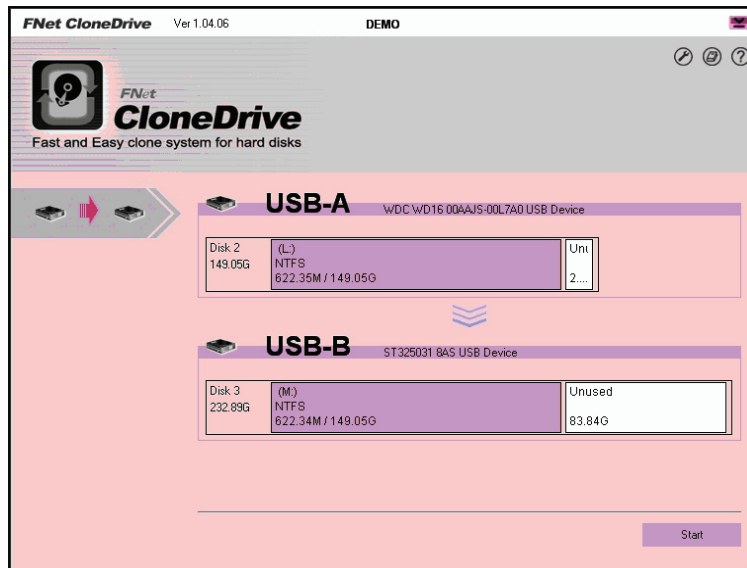 FNet CloneDrive Ver 1.04.06 DEMO
FNet
CloneDrive
Fast and Easy clone system for hard disks
USB-A WDC WD16 00AAJS-00L7A0 USB Device
Disk 2
149.05G
(L:)
NTFS
622.35M / 149.05G
Unu
2....
USB-B ST325031 8AS USB Device
Disk 3
232.89G
(M:)
NTFS
622.34M / 149.05G
Unused
83.84G
Start